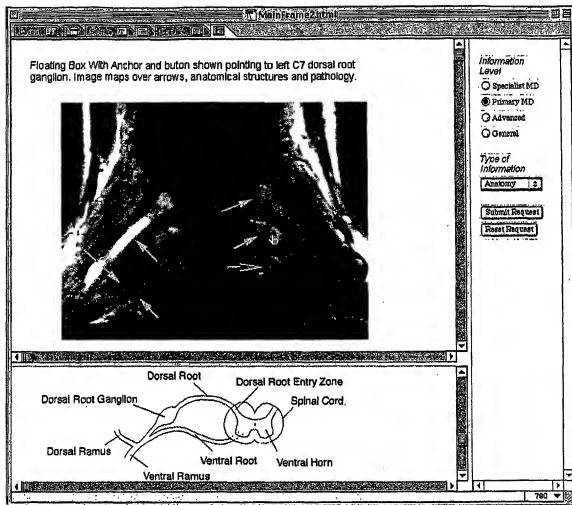 MainFrame2.html
Floating Box With Anchor and buton shown pointing to left C7 dorsal root
ganglion. Image maps over arrows, anatomical structures and pathology.
Information
Level
Specialist MD
Primary MD
Advanced
General
Type of
Information
Anatomy
Submit Request
Reset Request
Dorsal Root
Dorsal Root Entry Zone
Dorsal Root Ganglion
Spinal Cord.
Dorsal Ramus
Ventral Root
Ventral Horn
Ventral Ramus
780